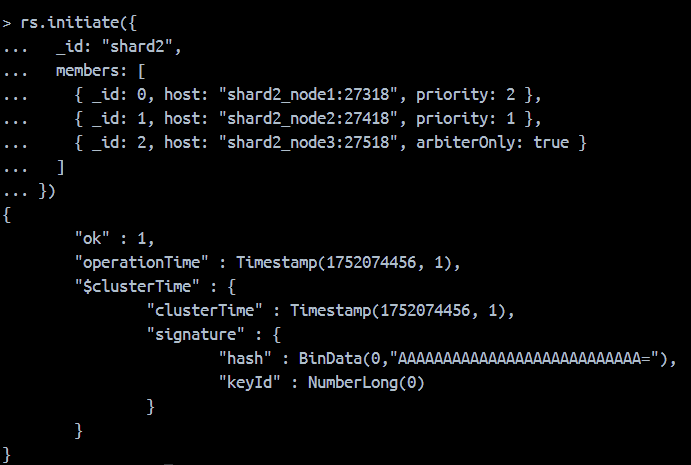 > rs.initiate({
...   _id: "shard2",
...   members: [
...     { _id: 0, host: "shard2_node1:27318", priority: 2 },
...     { _id: 1, host: "shard2_node2:27418", priority: 1 },
...     { _id: 2, host: "shard2_node3:27518", arbiterOnly: true }
...   ]
... })
{
        "ok" : 1,
        "operationTime" : Timestamp(1752074456, 1),
        "$clusterTime" : {
                "clusterTime" : Timestamp(1752074456, 1),
                "signature" : {
                        "hash" : BinData(0,"AAAAAAAAAAAAAAAAAAAAAAAAAAA="),
                        "keyId" : NumberLong(0)
                }
        }
}